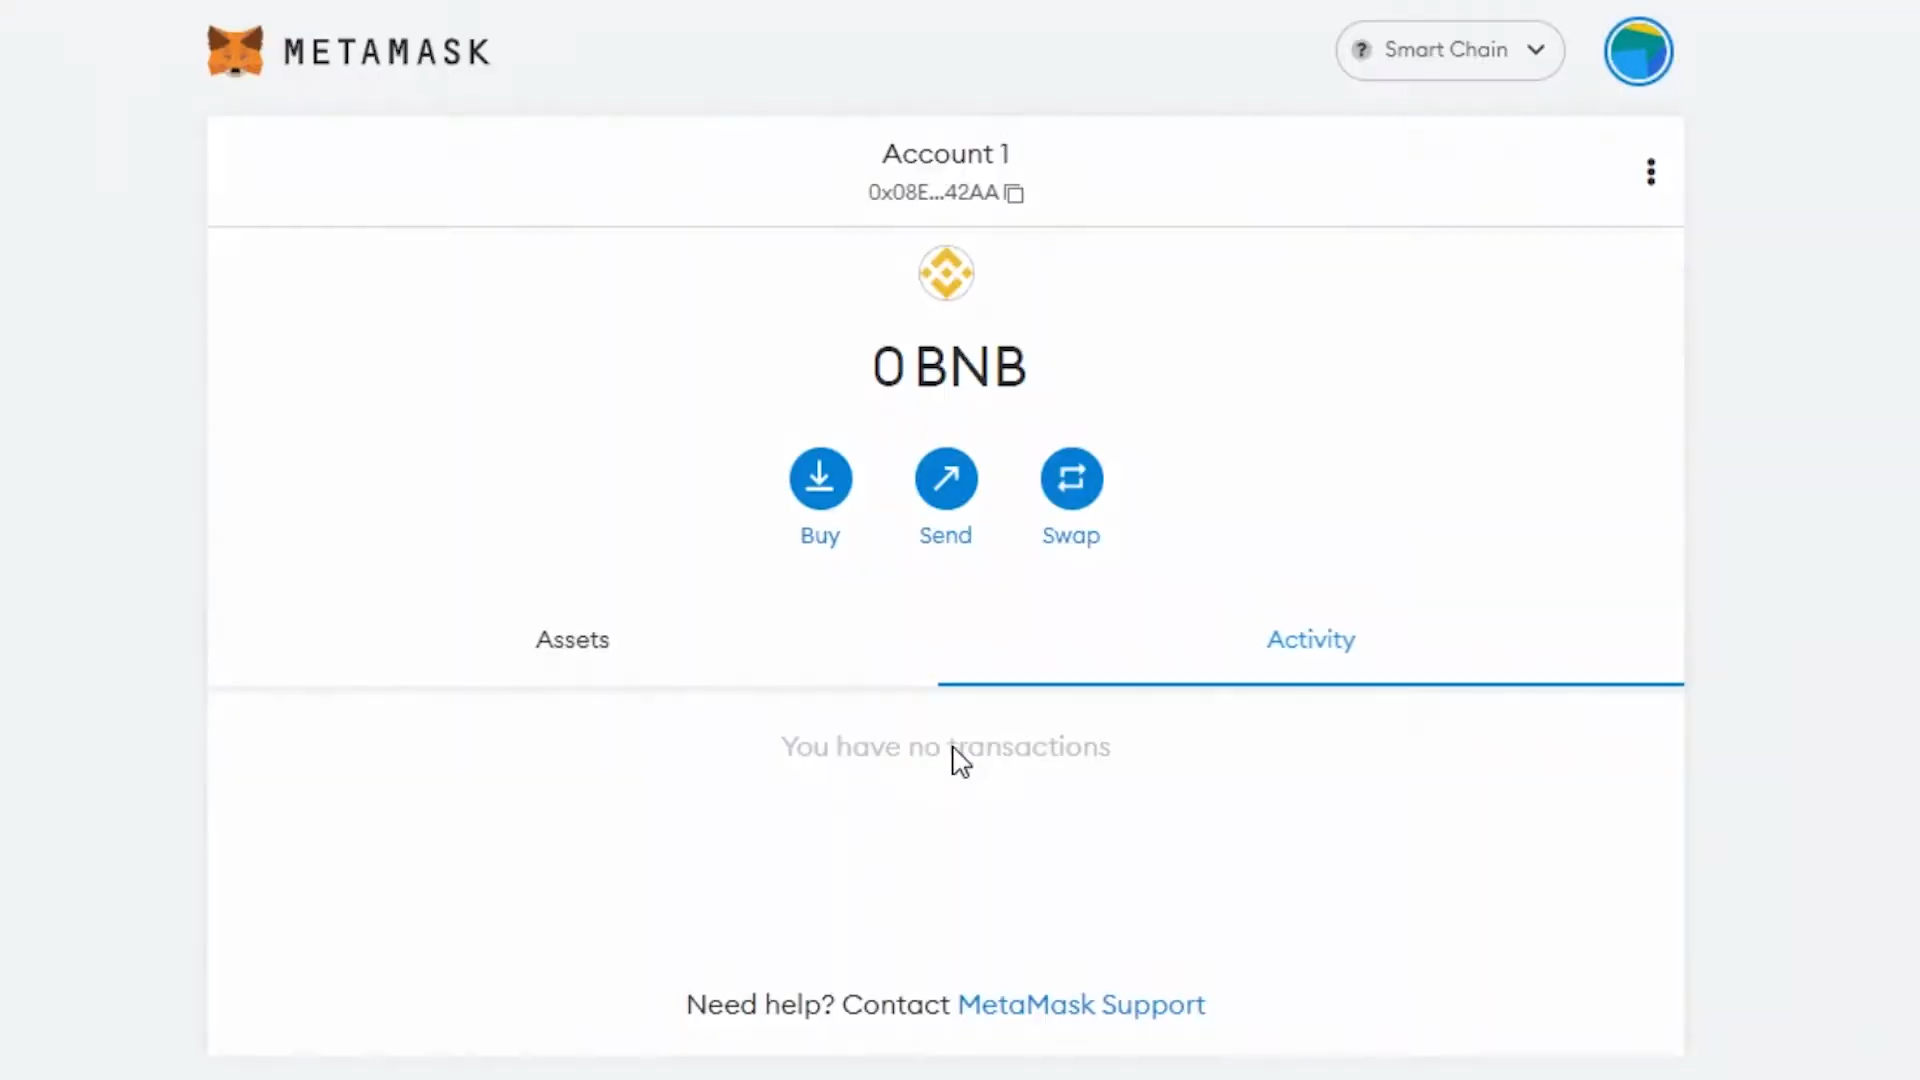 METAMASK
? Smart Chain
Account 1
0x08E...42AA
0 BNB
Buy
Send
Swap
Assets
Activity
You have no transactions
Need help? Contact MetaMask Support